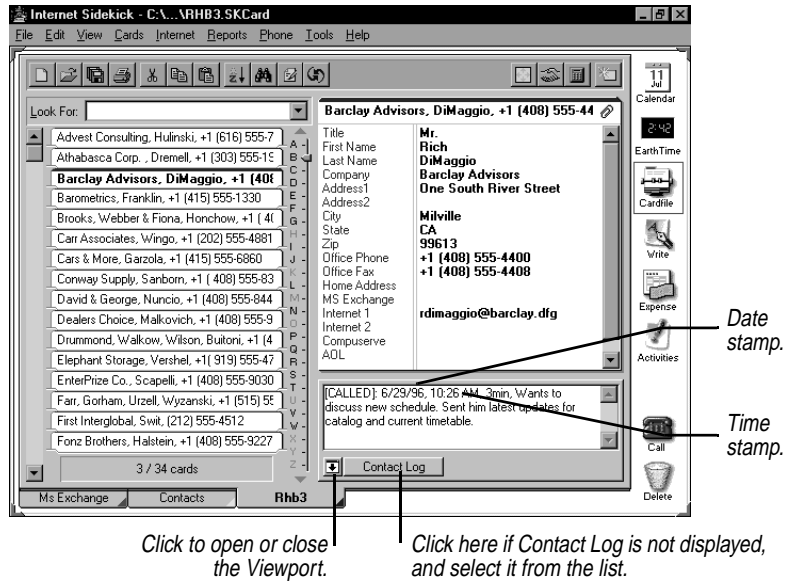 Internet Sidekick - C:\...\RHB3.SKCard
File Edit View Cards Internet Reports Phone Tools Help
Look For:
Advest Consulting, Hulinski, +1 (616) 555-7
Athabasca Corp. , Dremell, +1 (303) 555-19
Barclay Advisors, DiMaggio, +1 (408
Barometrics, Franklin, +1 (415) 555-1330
Brooks, Webber & Fiona, Honchow, +1 ( 40
Carr Associates, Wingo, +1 (202) 555-4881
Cars & More, Garzola, +1 (415) 555-6860
Conway Supply, Sanborn, +1 ( 408) 555-83
David & George, Nuncio, +1 (408) 555-844
Dealers Choice, Malkovich, +1 (408) 555-9
Drummond, Walkow, Wilson, Buitoni, +1 (4
Elephant Storage, Vershel, +1( 919) 555-47
EnterPrize Co., Scapelli, +1 (408) 555-9030
Farr, Gorham, Urzell, Wyzanski, +1 (515) 55
First Interglobal, Swit, (212) 555-4512
Fonz Brothers, Halstein, +1 (408) 555-9227
3 / 34 cards
A
B
C
D
E
F
G
H
I
J
K
L
M
N
O
P
Q
R
S
T
U
V
W
X
Y
Z
Ms Exchange
Contacts
Rhb3
Barclay Advisors, DiMaggio, +1 (408) 555-44
Title Mr.
First Name Rich
Last Name DiMaggio
Company Barclay Advisors
Address1 One South River Street
Address2
City Milville
State CA
Zip 99613
Office Phone +1 (408) 555-4400
Office Fax +1 (408) 555-4408
Home Address
MS Exchange
Internet 1 rdimaggio@barclay.dfg
Internet 2
Compuserve
AOL
[CALLED]: 6/29/96, 10:26 AM, 3min, Wants to
discuss new schedule. Sent him latest updates for
catalog and current timetable.
Contact Log
11
Jul
Calendar
2:42
EarthTime
Cardfile
Write
Expense
Activities
Call
Delete
Date
stamp.
Time
stamp.
Click to open or close
the Viewport.
Click here if Contact Log is not displayed,
and select it from the list.